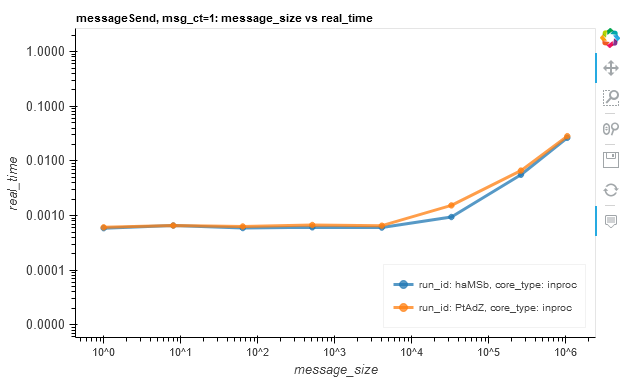 messageSend, msg_ct=1: message_size vs real_time
real_time
1.0000
0.1000
0.0100
0.0010
0.0001
0.0000
run_id: haMSb, core_type: inproc
run_id: PtAdZ, core_type: inproc
10^0
10^1
10^2
10^3
10^4
10^5
10^6
message_size